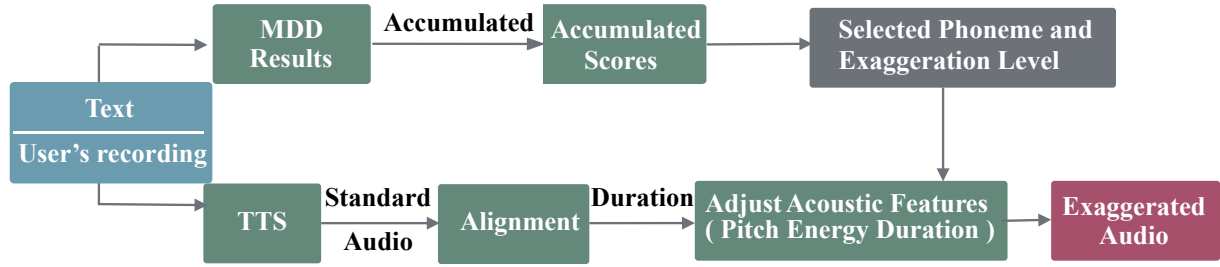 MDD
Results
Accumulated
Accumulated
Scores
Selected Phoneme and
Exaggeration Level
Text
User’s recording
TTS
Standard
Audio
Alignment
Duration
Adjust Acoustic Features
( Pitch Energy Duration )
Exaggerated
Audio